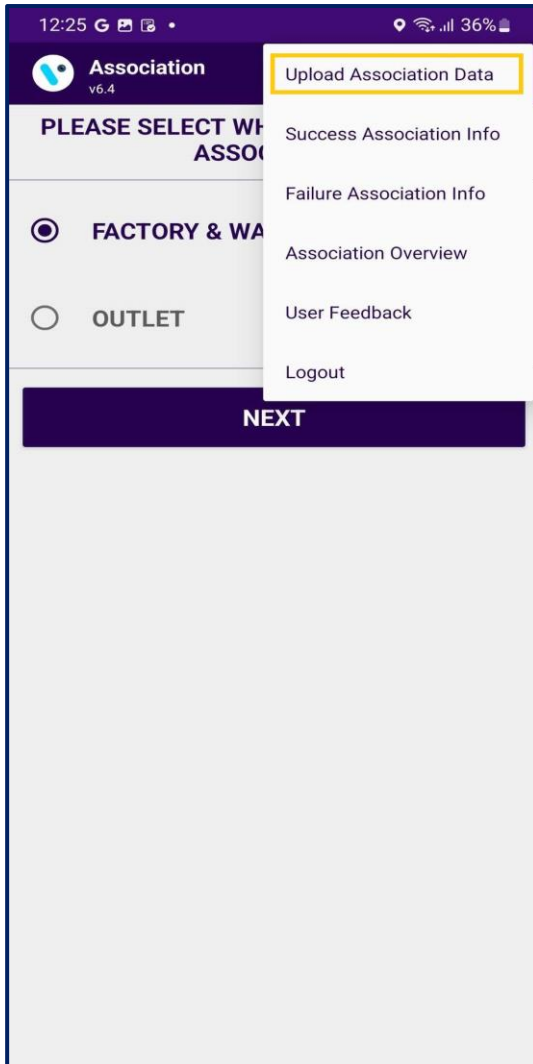 12:25 G
36%
Association
v6.4
PLEASE SELECT WH
ASSO
FACTORY & WA
OUTLET
NEXT
Upload Association Data
Success Association Info
Failure Association Info
Association Overview
User Feedback
Logout